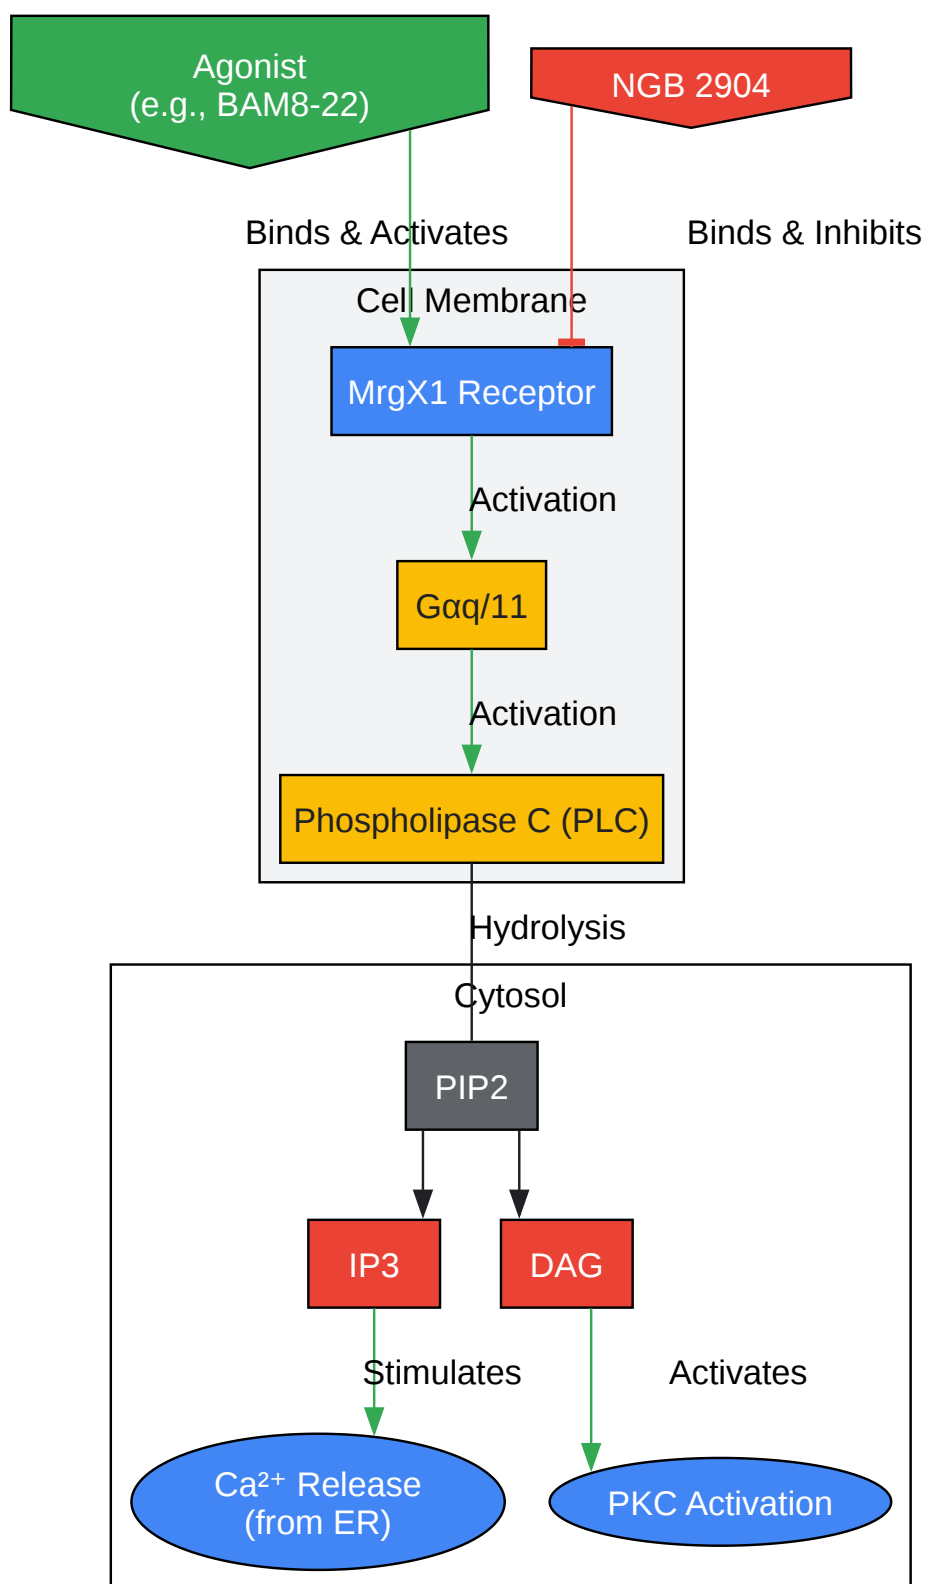 Agonist
(e.g., BAM8-22)
NGB 2904
Binds & Activates
Binds & Inhibits
Cell Membrane
MrgX1 Receptor
Activation
Gαq/11
Activation
Phospholipase C (PLC)
Hydrolysis
Cytosol
PIP2
IP3
DAG
Stimulates
Activates
Ca²⁺ Release
(from ER)
PKC Activation